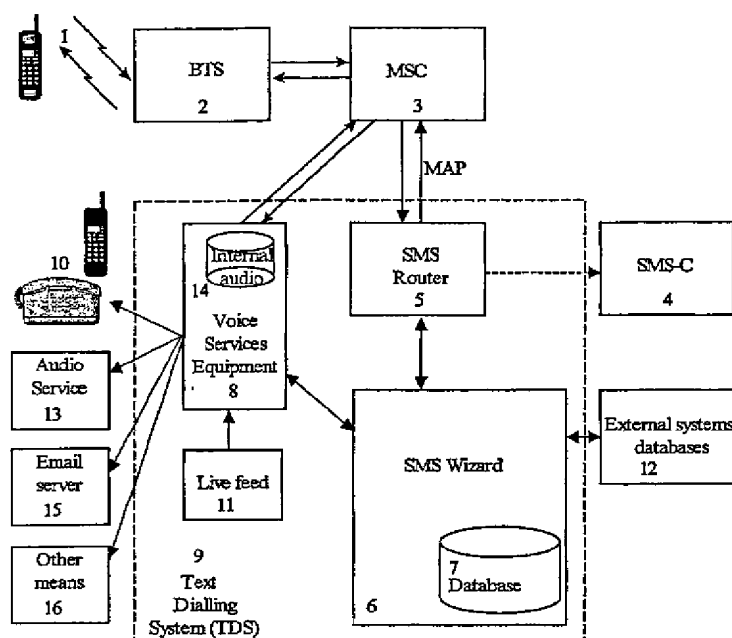 1
BTS
2
MSC
3
MAP
10
Internal
audio
14
Voice
Services
Equipment
8
SMS
Router
5
SMS-C
4
Audio
Service
13
Email
server
15
Other
means
16
Live feed
11
9
Text
Dialling
System (TDS)
SMS Wizard
7
Database
6
External systems
databases
12